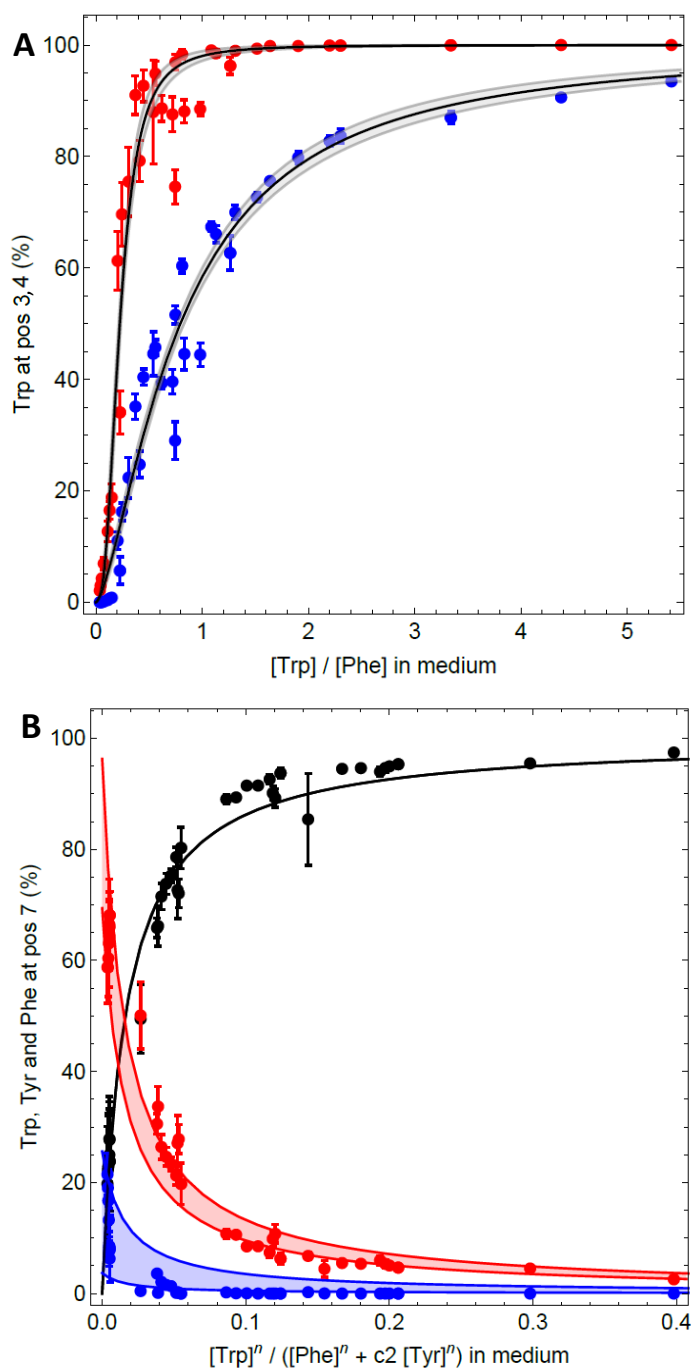 A
100
80
60
40
20
0
Trp at pos 3,4 (%)
0 1 2 3 4 5
[Trp] / [Phe] in medium
B
100
80
60
40
20
0
Trp, Tyr and Phe at pos 7 (%)
0.0 0.1 0.2 0.3 0.4
[Trp]ⁿ / ([Phe]ⁿ + c2 [Tyr]ⁿ) in medium